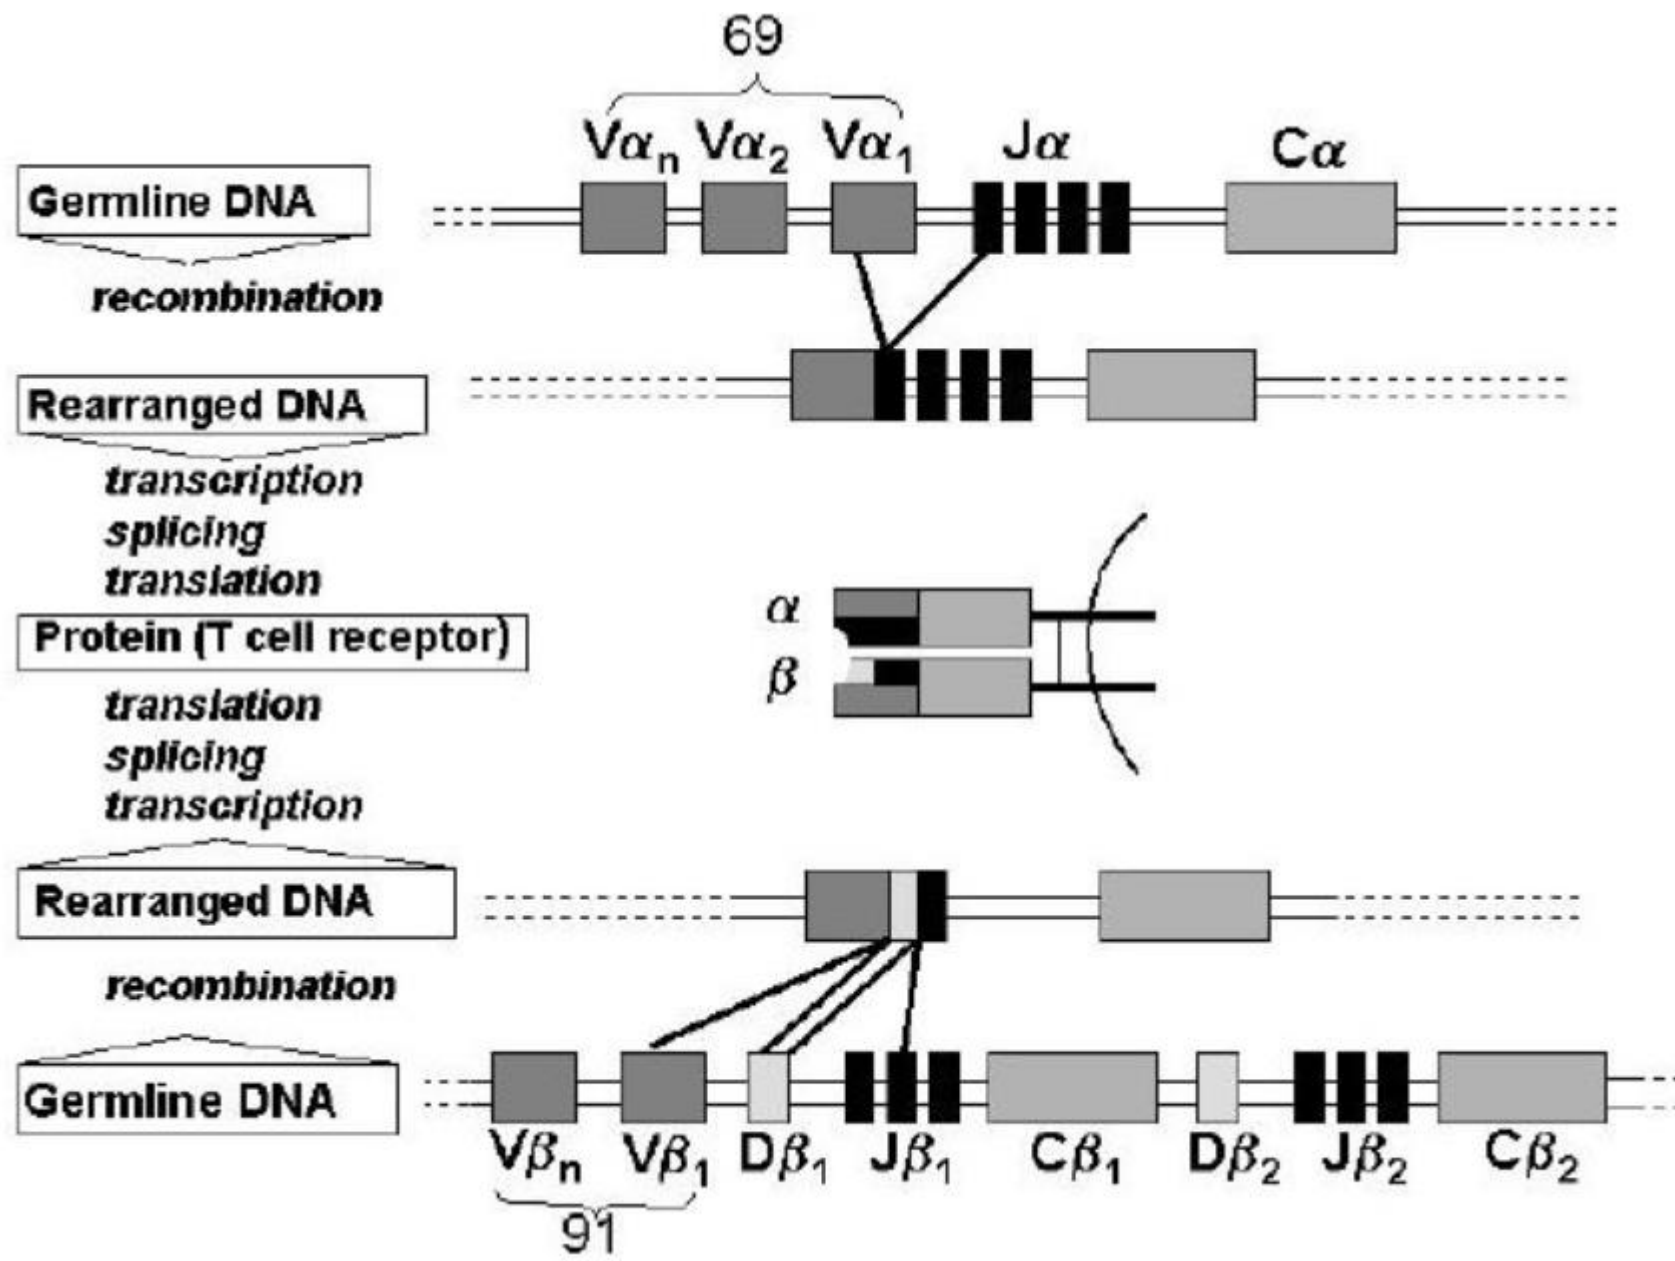 69
Vαn Vα2 Vα1 Jα Cα
Germline DNA
recombination
Rearranged DNA
transcription
splicing
translation
α
Protein (T cell receptor)
β
translation
splicing
transcription
Rearranged DNA
recombination
Germline DNA
Vβn Vβ1 Dβ1 Jβ1 Cβ1 Dβ2 Jβ2 Cβ2
91